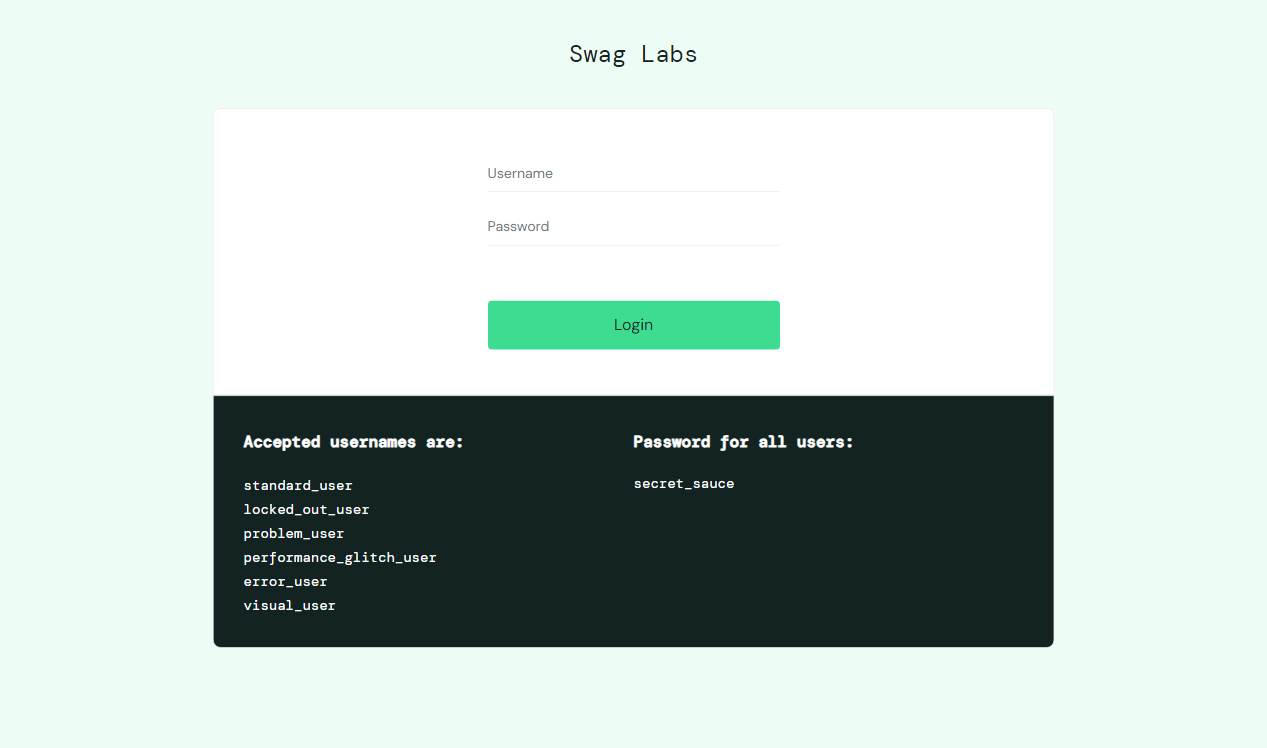 Swag Labs
Username
Password
Login
Accepted usernames are:
standard_user
locked_out_user
problem_user
performance_glitch_user
error_user
visual_user
Password for all users:
secret_sauce